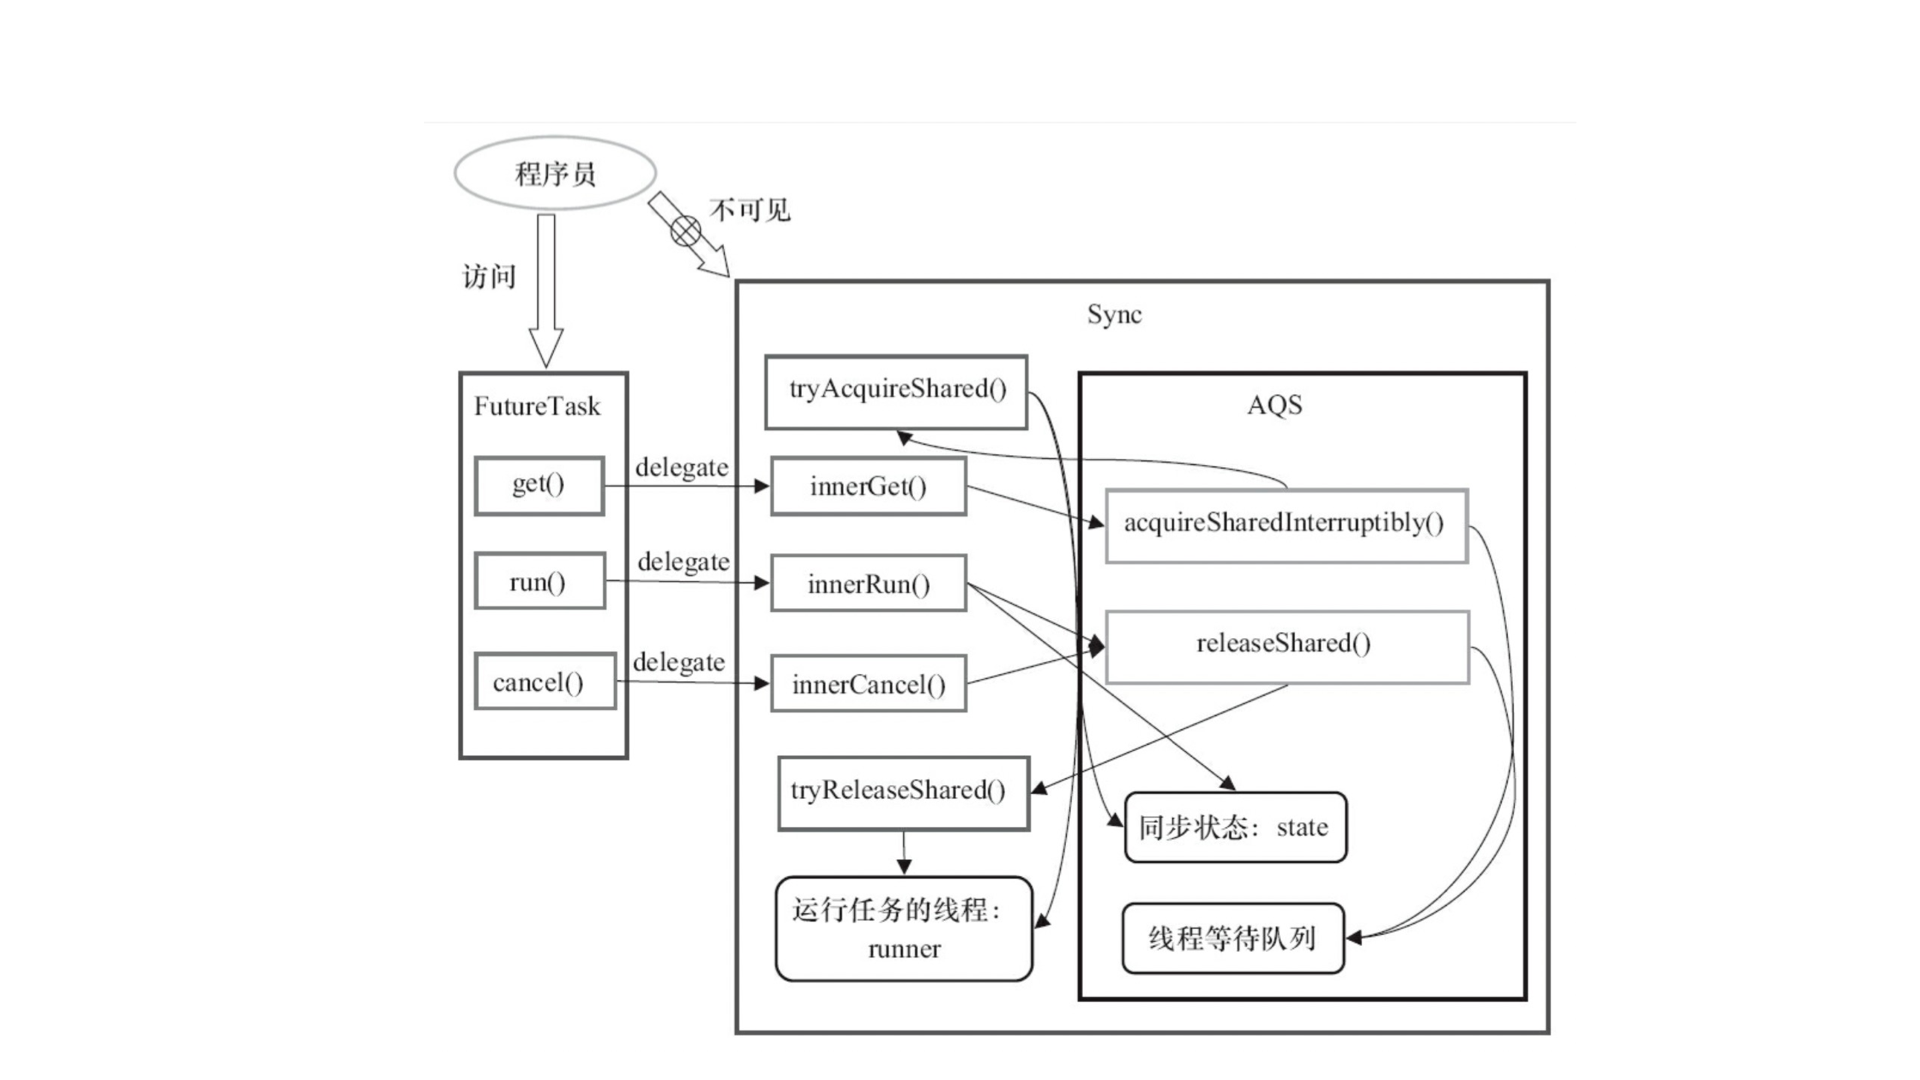 程序员
不可见
访问
Sync
tryAcquireShared()
AQS
FutureTask
get()
delegate
innerGet()
acquireSharedInterruptibly()
run()
delegate
innerRun()
releaseShared()
cancel()
delegate
innerCancel()
tryReleaseShared()
同步状态：state
运行任务的线程：
runner
线程等待队列